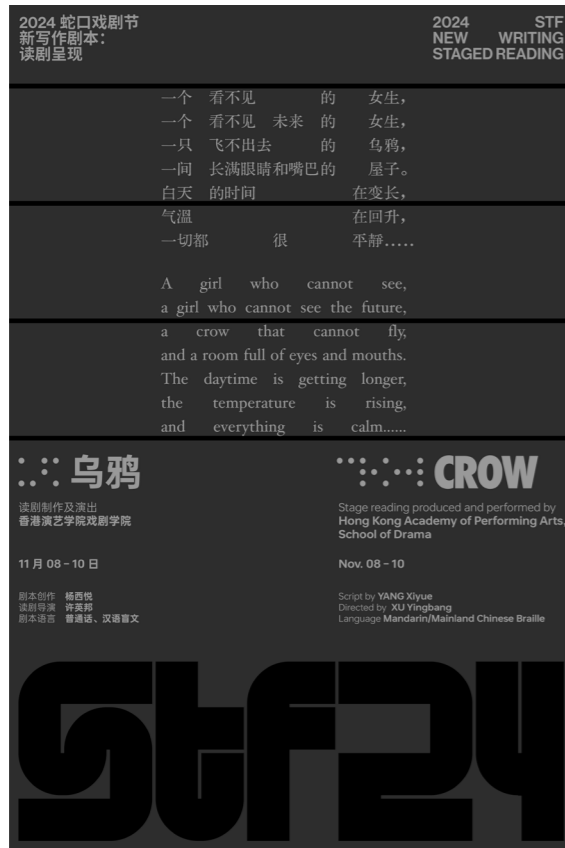 2024 蛇口戏剧节
新写作剧本：
读剧呈现
2024 STF
NEW WRITING
STAGED READING
一个 看不见 的 女生，
一个 看不见 未来 的 女生，
一只 飞不出去 的 乌鸦，
一间 长满眼睛和嘴巴的 屋子。
白天 的时间 在变长，
气温 在回升，
一切都 很 平静.....
A girl who cannot see,
a girl who cannot see the future,
a crow that cannot fly,
and a room full of eyes and mouths.
The daytime is getting longer,
the temperature is rising,
and everything is calm......
乌鸦
CROW
读剧制作及演出
香港演艺学院戏剧学院
Stage reading produced and performed by
Hong Kong Academy of Performing Arts,
School of Drama
11 月 08 – 10 日
Nov. 08 – 10
剧本创作 杨西悦
读剧导演 许英邦
剧本语言 普通话、汉语盲文
Script by YANG Xiyue
Directed by XU Yingbang
Language Mandarin/Mainland Chinese Braille
stf24